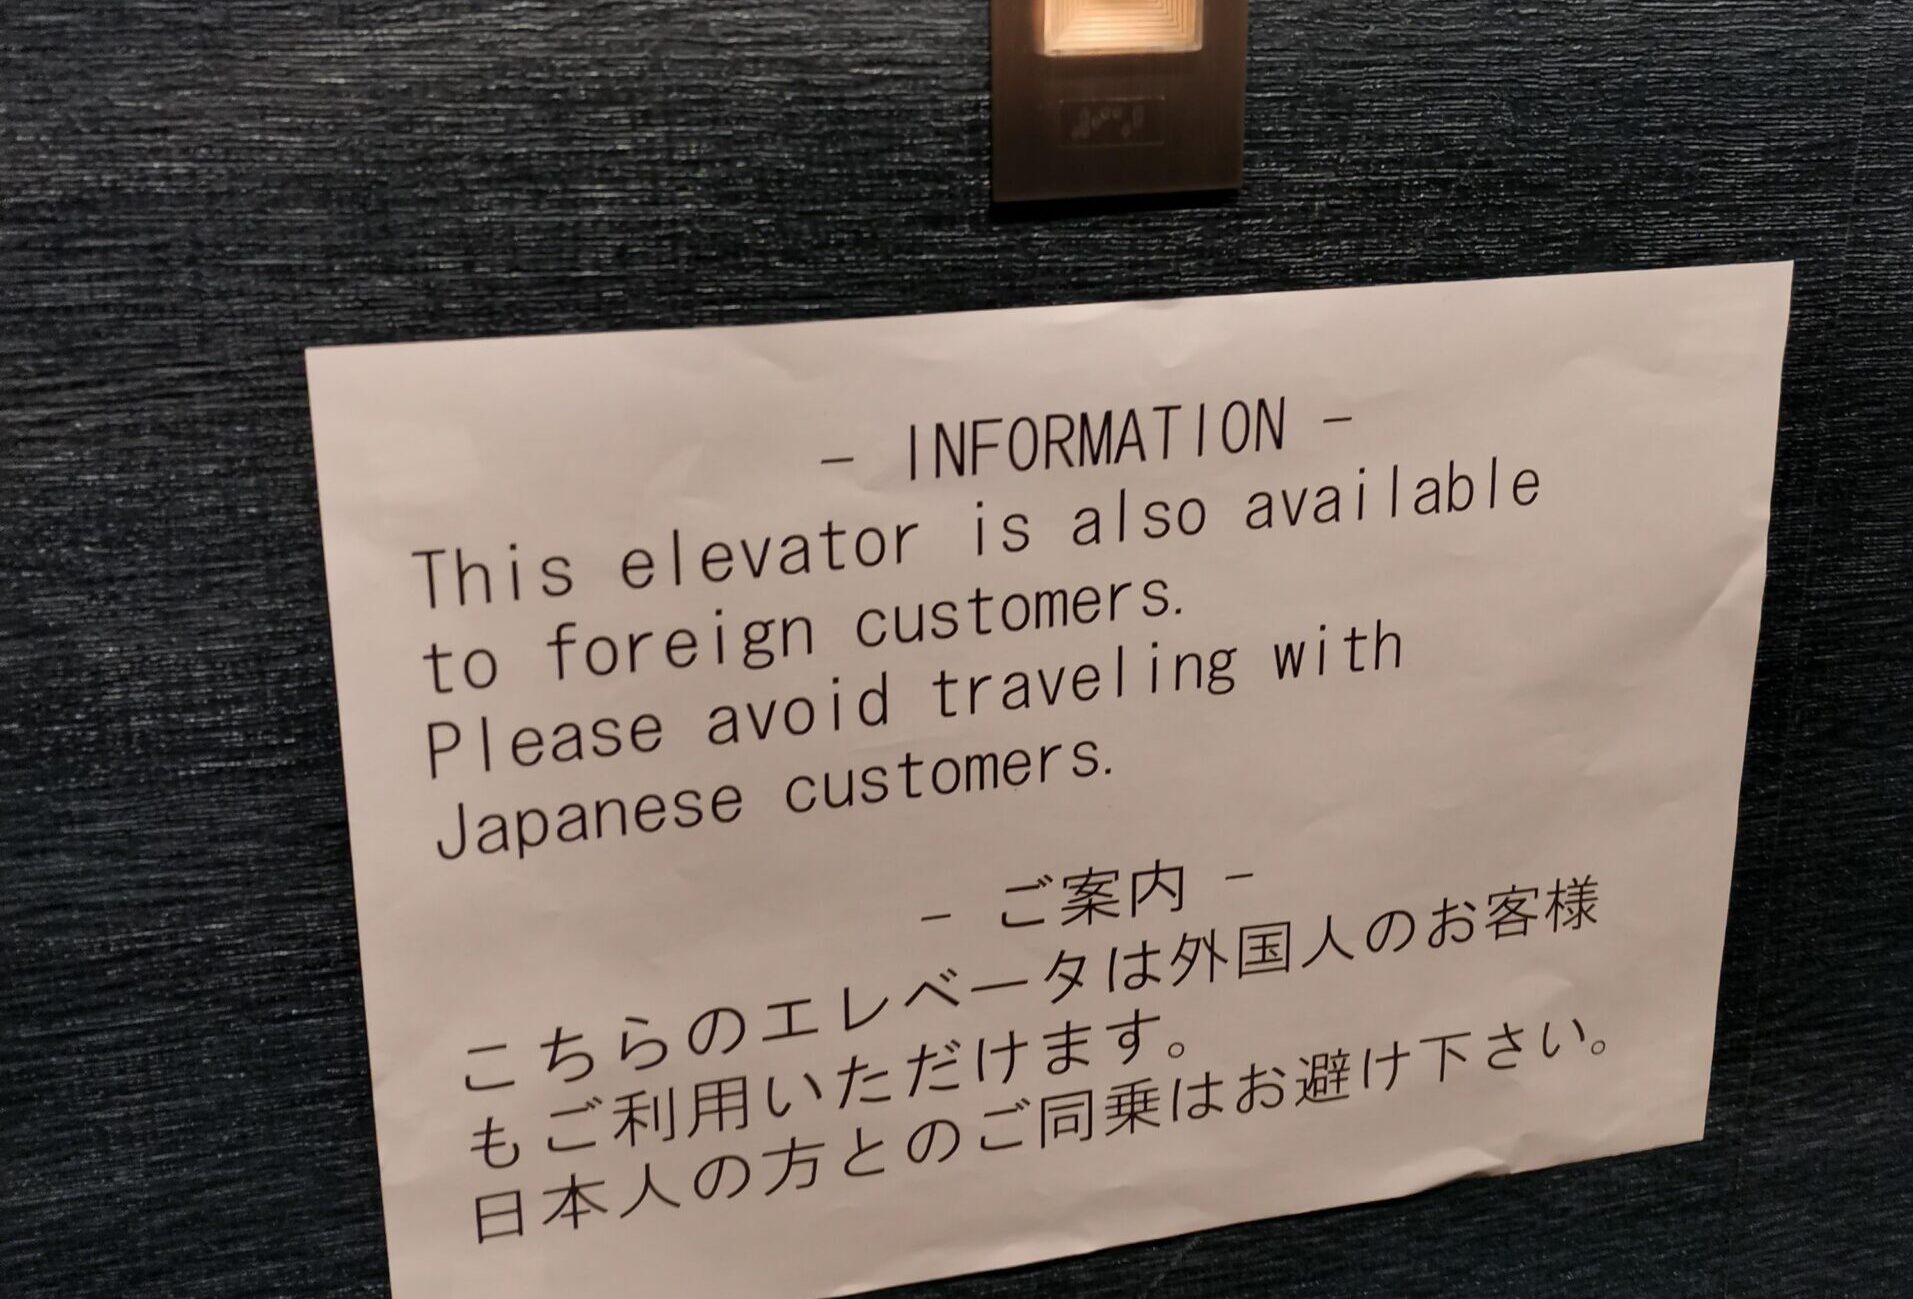 - INFORMATION -
This elevator is also available
to foreign customers.
Please avoid traveling with
Japanese customers.
- ご案内 -
こちらのエレベータは外国人のお客様
もご利用いただけます。
日本人の方とのご同乗はお避け下さい。